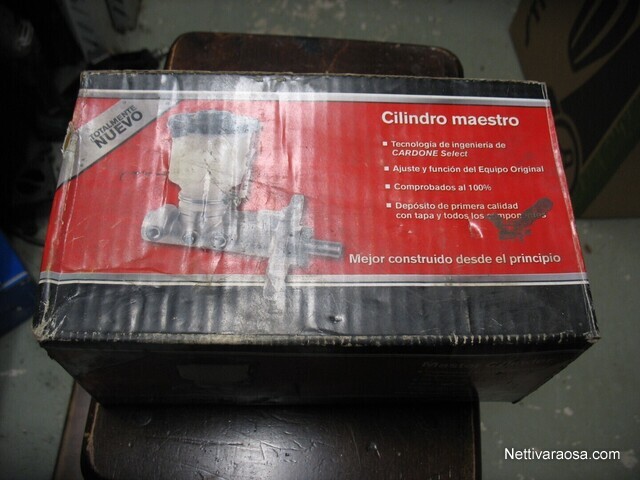 TOTALMENTE
NUEVO
Cilindro maestro
Tecnología de ingeniería de
CARDONE Select
Ajuste y función del Equipo Original
Comprobados al 100%
Depósito de primera calidad
con tapa y todos los
Mejor construido desde el principio
Nettivaraosa.com